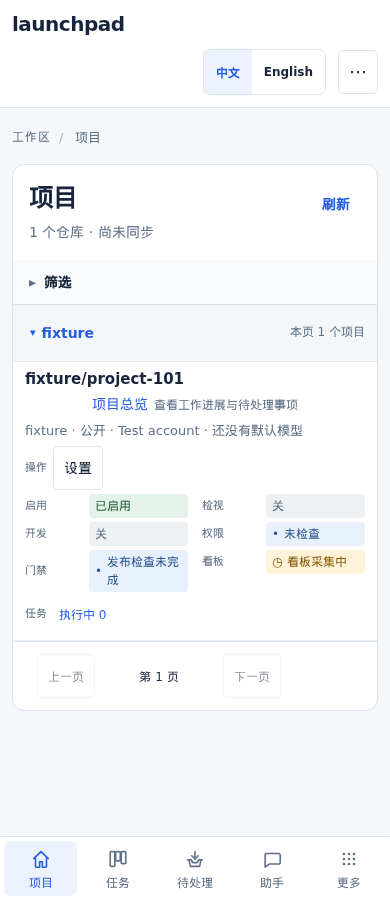 launchpad
中文 English ···
工作区 / 项目
项目
刷新
1 个仓库 · 尚未同步
▸ 筛选
▾ fixture 本页 1 个项目
fixture/project-101
项目总览 查看工作进展与待处理事项
fixture · 公开 · Test account · 还没有默认模型
操作 设置
启用 已启用 检视 关
开发 关 权限 • 未检查
门禁 • 发布检查未完成 看板 ◷ 看板采集中
任务 执行中 0
上一页 第 1 页 下一页
项目 任务 待处理 助手 更多